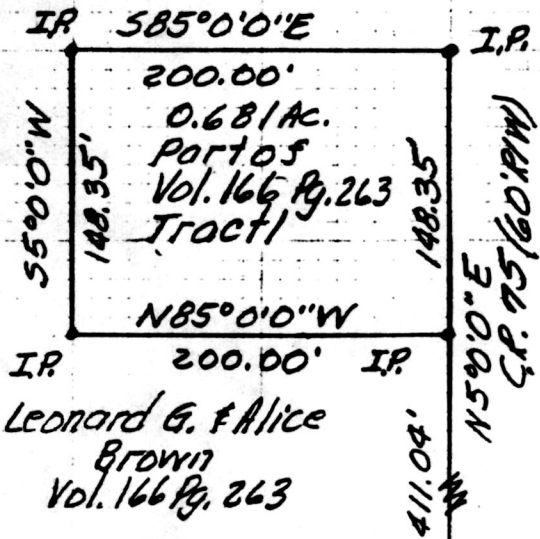 I.P. S85°0'0"E I.P.
200.00'
0.681 Ac.
Part of
Vol. 166 Pg. 263
Tract 1
S5°0'0"W
148.35'
148.35
N5°0'0"E
C.R. 75 (60' R/W)
N85°0'0"W
I.P. 200.00' I.P.
Leonard G. & Alice
Brown
Vol. 166 Pg. 263
411.04'